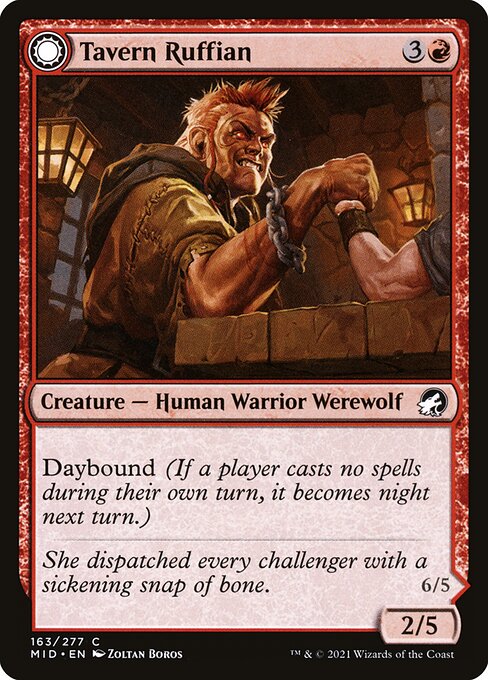 Tavern Ruffian 3
Creature — Human Warrior Werewolf
Daybound (If a player casts no spells
during their own turn, it becomes night
next turn.)
She dispatched every challenger with a
sickening snap of bone.
6/5
2/5
163/277 C
MID • EN Zoltan Boros
™ & © 2021 Wizards of the Coast